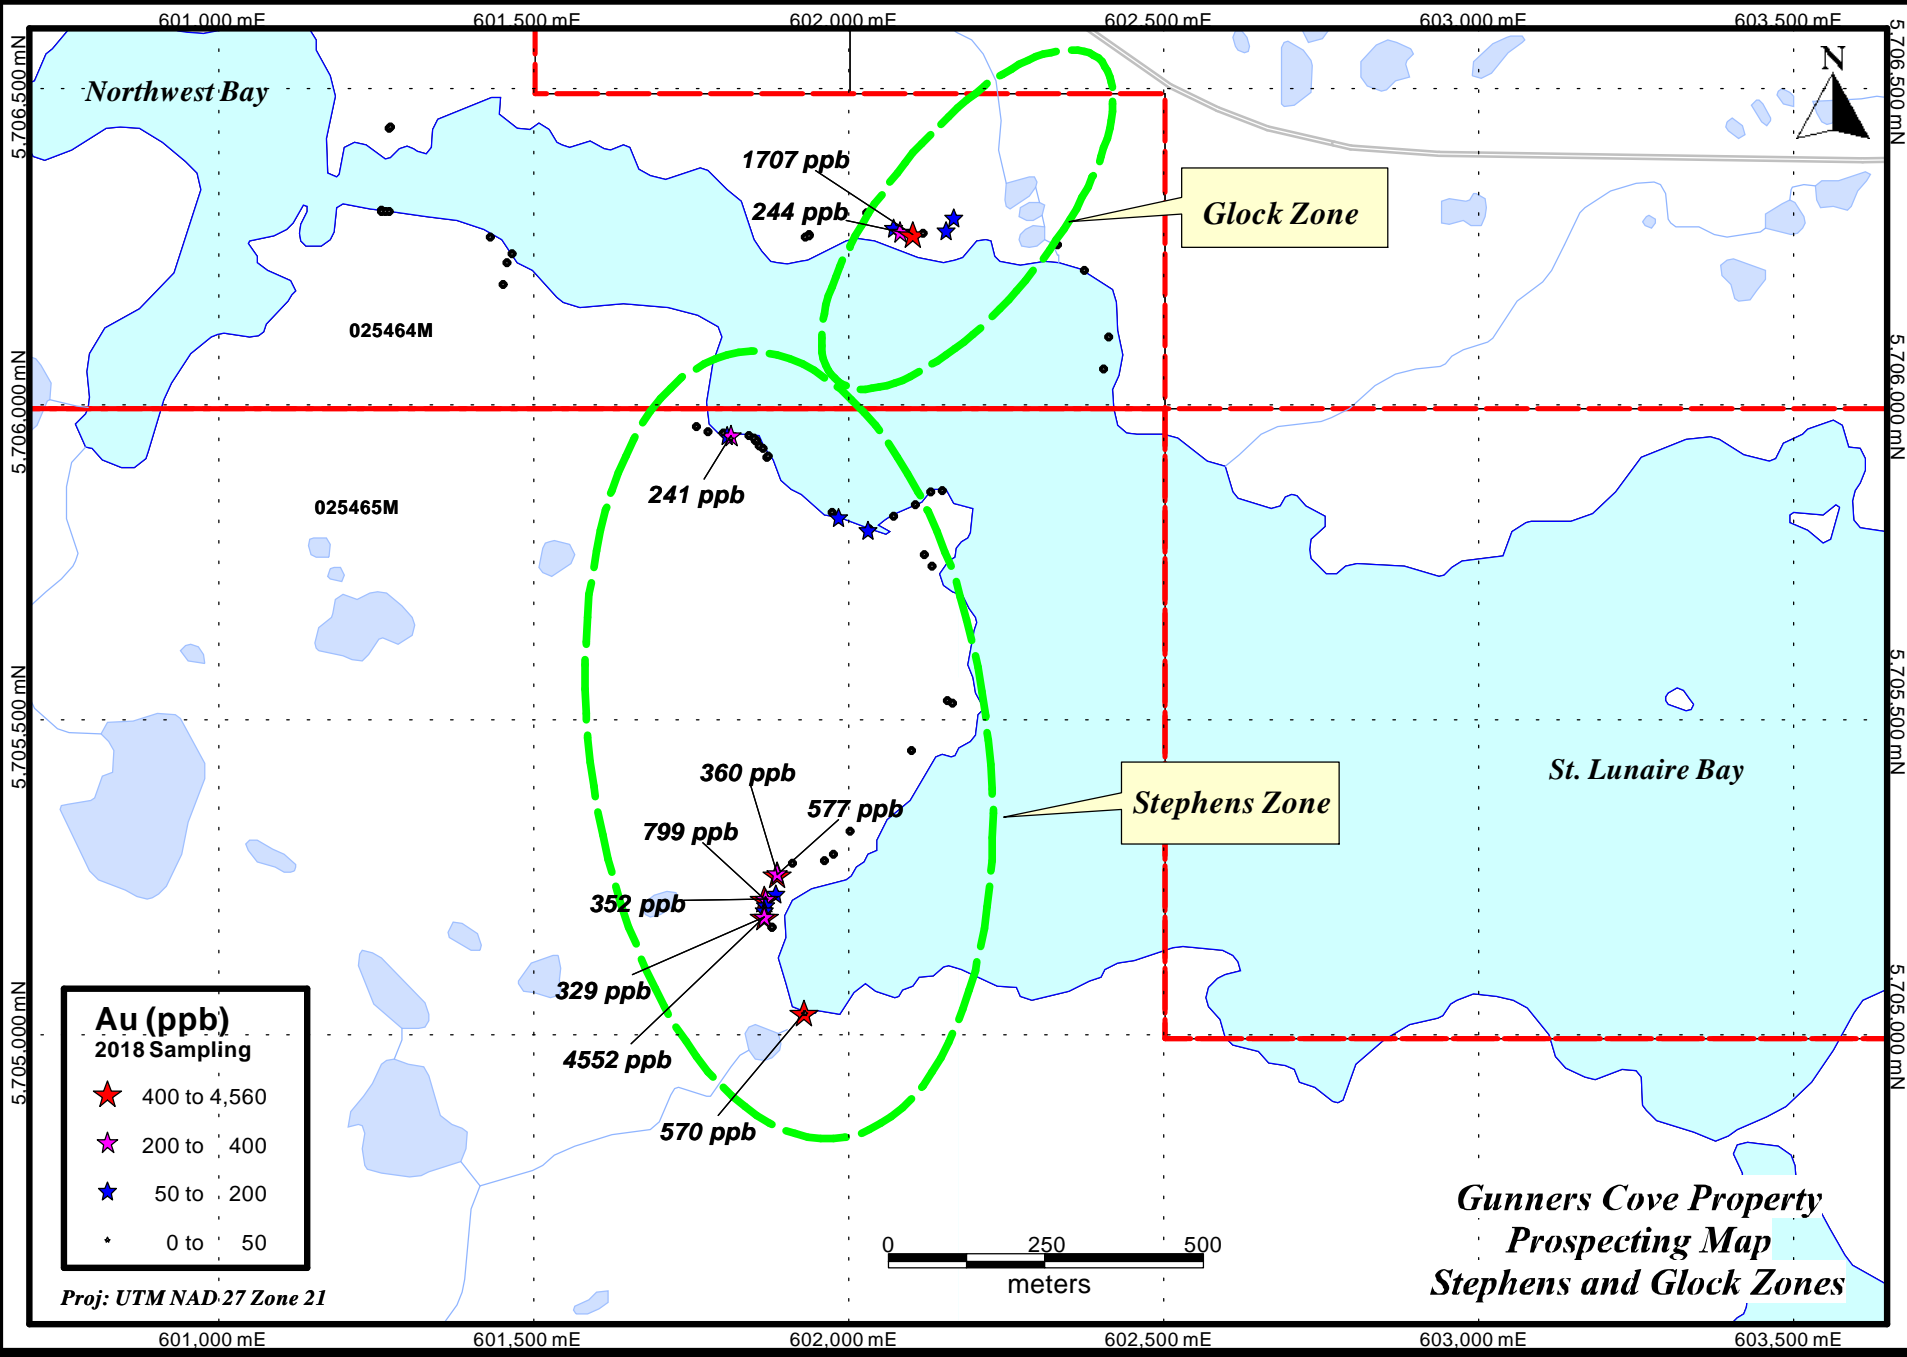 601,000 mE 601,500 mE 602,000 mE 602,500 mE 603,000 mE 603,500 mE
5,706,500 mN
5,706,500 mN
Northwest Bay
N
1707 ppb
244 ppb
Glock Zone
025464M
5,706,000 mN
5,706,000 mN
241 ppb
025465M
5,705,500 mN
5,705,500 mN
St. Lunaire Bay
360 ppb
577 ppb
Stephens Zone
799 ppb
352 ppb
329 ppb
4552 ppb
570 ppb
5,705,000 mN
5,705,000 mN
Au (ppb)
2018 Sampling
400 to 4,560
200 to 400
50 to 200
0 to 50
Proj: UTM NAD 27 Zone 21
0 250 500
meters
Gunners Cove Property
Prospecting Map
Stephens and Glock Zones
601,000 mE 601,500 mE 602,000 mE 602,500 mE 603,000 mE 603,500 mE